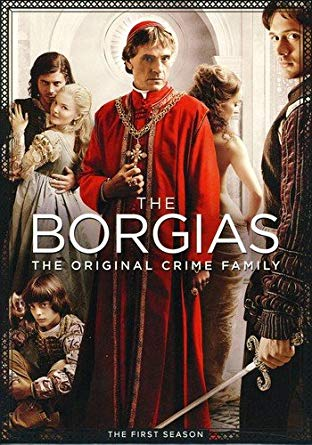 THE
BORGIAS
THE ORIGINAL CRIME FAMILY
THE FIRST SEASON